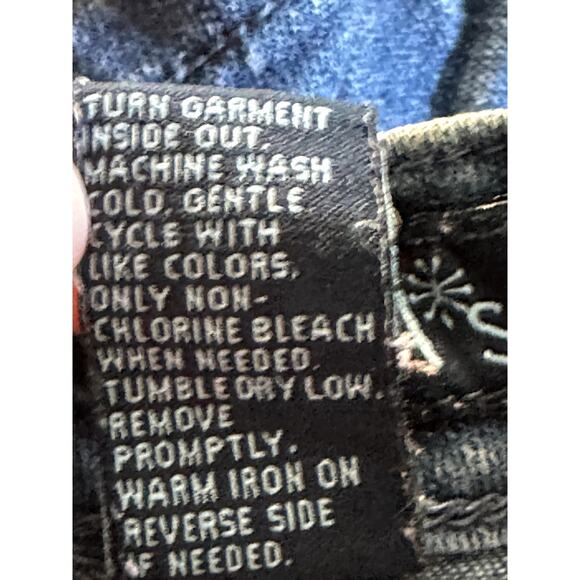 TURN GARMENT
INSIDE OUT.
MACHINE WASH
COLD, GENTLE
CYCLE WITH
LIKE COLORS.
ONLY NON-
CHLORINE BLEACH
WHEN NEEDED.
TUMBLE DRY LOW.
REMOVE
PROMPTLY.
WARM IRON ON
REVERSE SIDE
IF NEEDED.